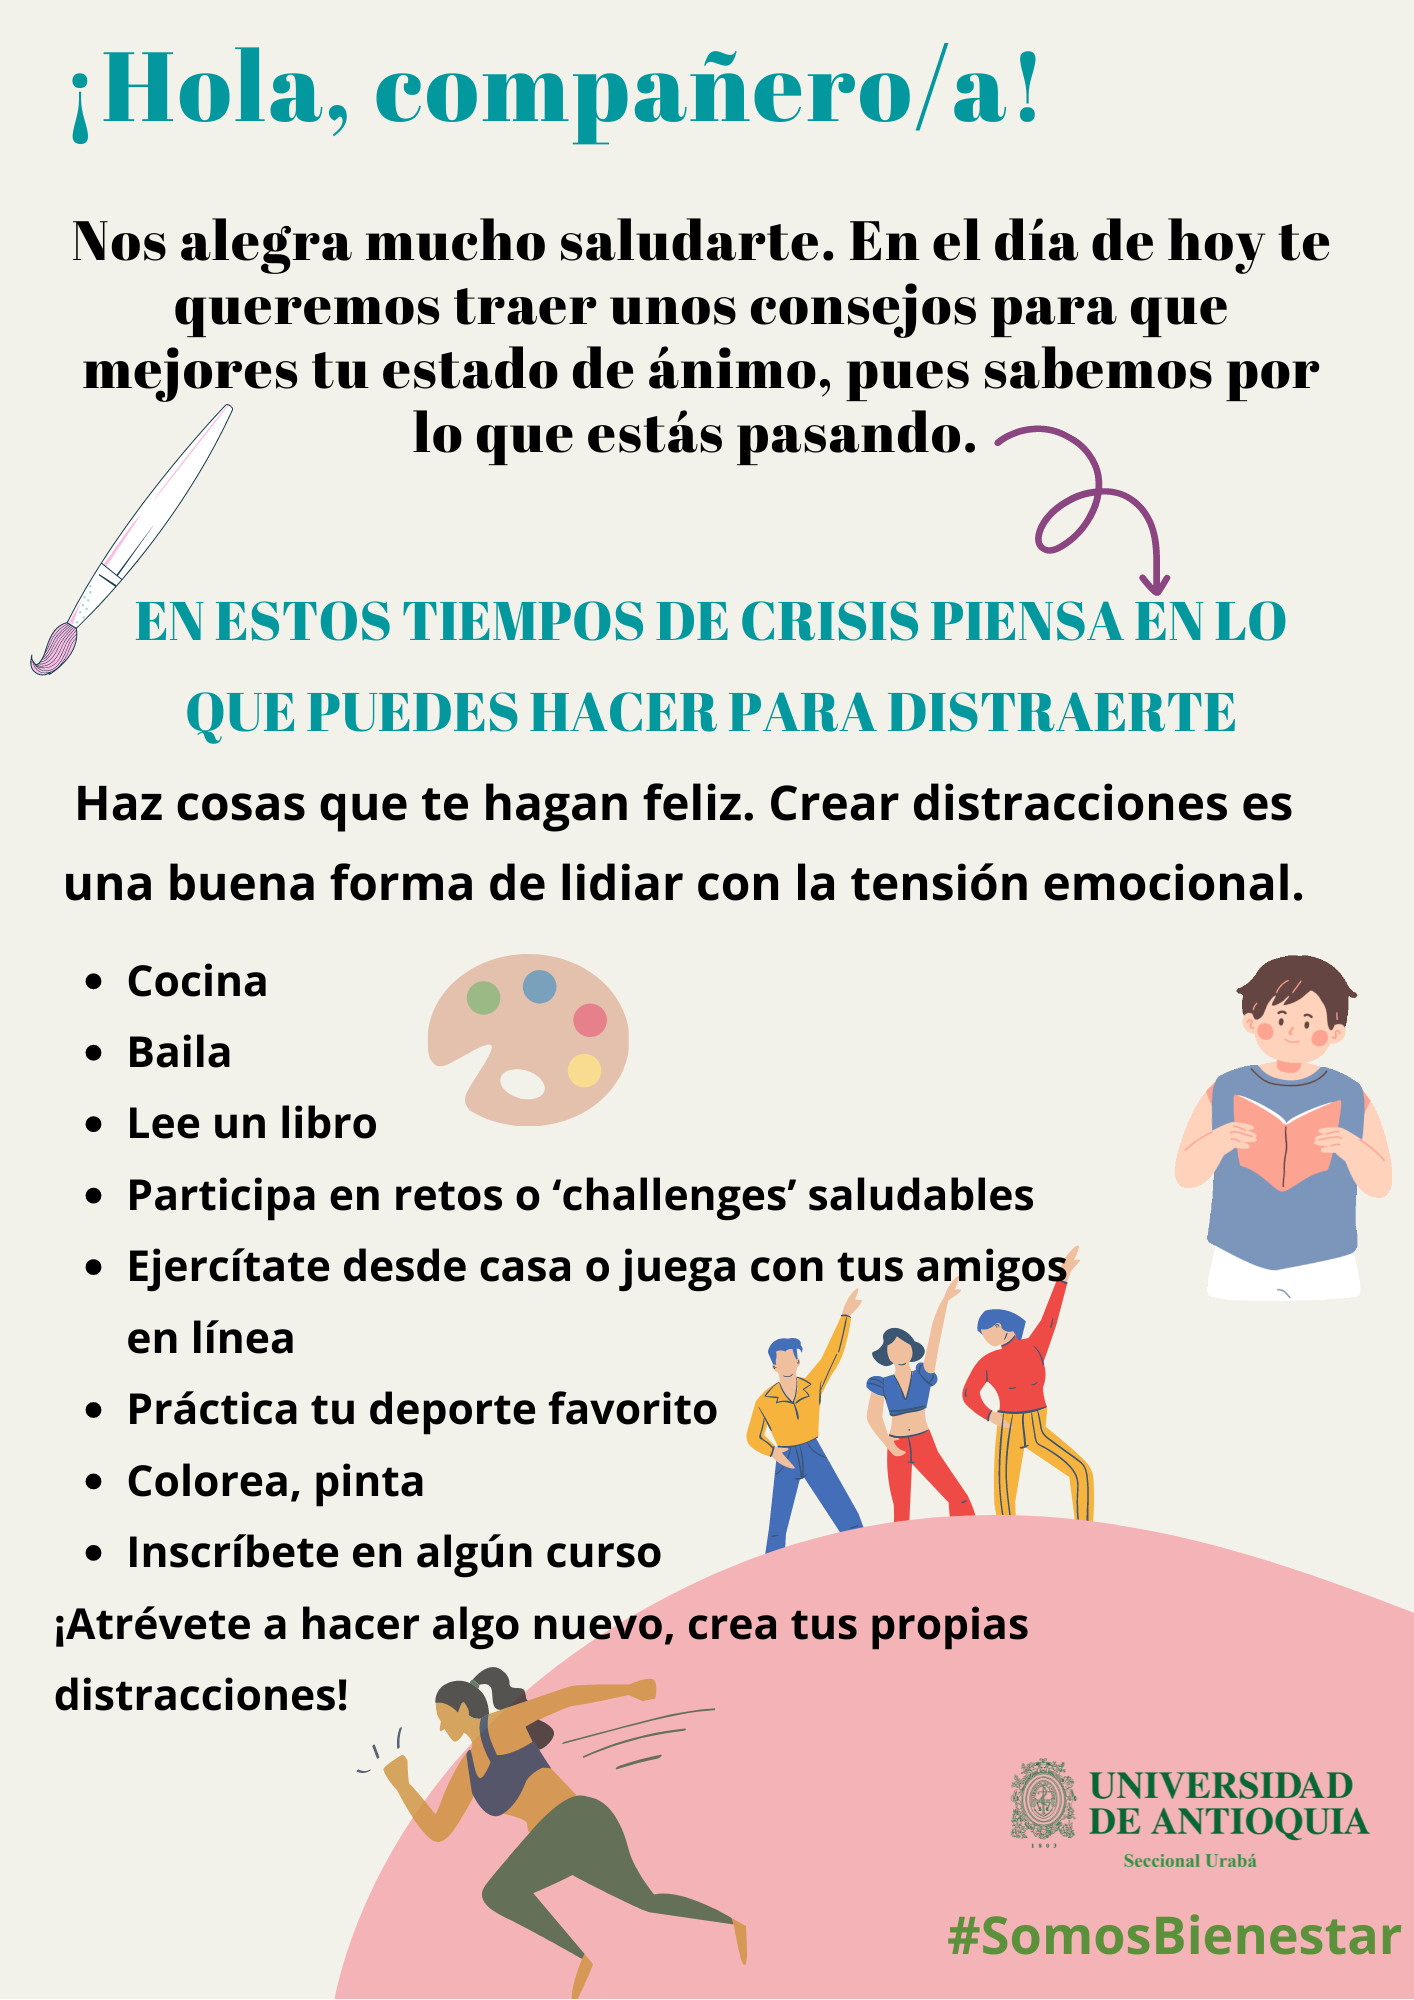 ¡Hola, compañero/a!
Nos alegra mucho saludarte. En el día de hoy te
queremos traer unos consejos para que
mejores tu estado de ánimo, pues sabemos por
lo que estás pasando.
EN ESTOS TIEMPOS DE CRISIS PIENSA EN LO
QUE PUEDES HACER PARA DISTRAERTE
Haz cosas que te hagan feliz. Crear distracciones es
una buena forma de lidiar con la tensión emocional.
• Cocina
• Baila
• Lee un libro
• Participa en retos o ‘challenges’ saludables
• Ejercítate desde casa o juega con tus amigos
en línea
• Práctica tu deporte favorito
• Colorea, pinta
• Inscríbete en algún curso
¡Atrévete a hacer algo nuevo, crea tus propias
distracciones!
UNIVERSIDAD
DE ANTIOQUIA
1803
Seccional Urabá
#SomosBienestar